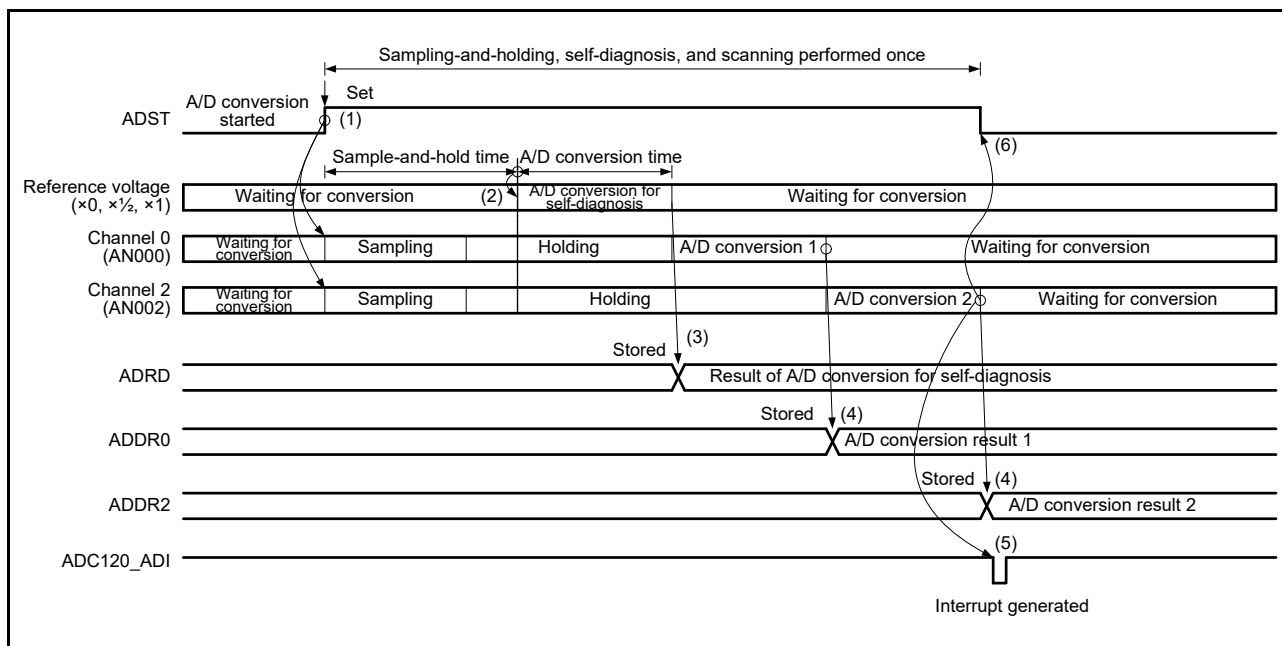 Sampling-and-holding, self-diagnosis, and scanning performed once
ADST
A/D conversion
started
Set
(1)
(6)
Sample-and-hold time
A/D conversion time
Reference voltage
(×0, ×½, ×1)
Waiting for conversion
(2)
A/D conversion for
self-diagnosis
Waiting for conversion
Channel 0
(AN000)
Waiting for
conversion
Sampling
Holding
A/D conversion 1
Waiting for conversion
Channel 2
(AN002)
Waiting for
conversion
Sampling
Holding
A/D conversion 2
Waiting for conversion
Stored
(3)
ADRD
Result of A/D conversion for self-diagnosis
Stored
(4)
ADDR0
A/D conversion result 1
Stored
(4)
ADDR2
A/D conversion result 2
ADC120_ADI
(5)
Interrupt generated